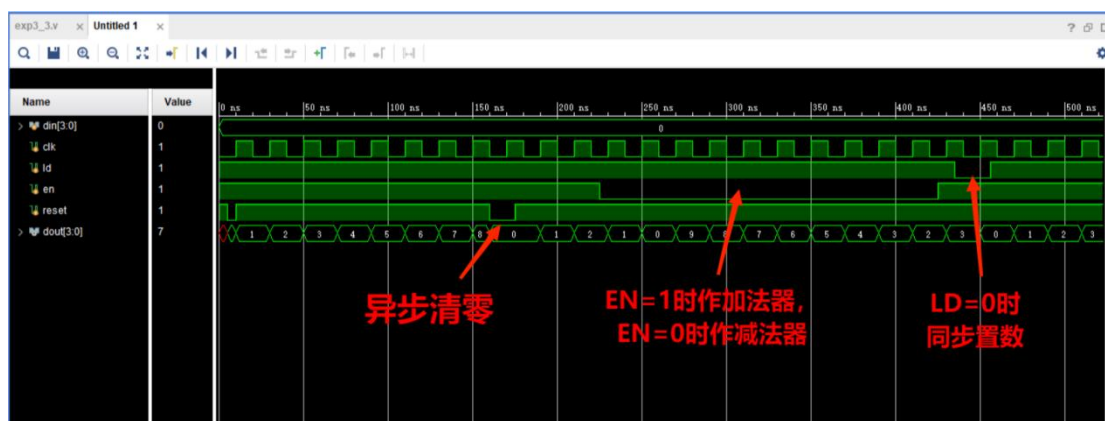 exp3_3.v × Untitled 1 ×
Name Value
0 ns 50 ns 100 ns 150 ns 200 ns 250 ns 300 ns 350 ns 400 ns 450 ns 500 ns
din[3:0] 0 0
clk 1
ld 1
en 1
reset 1
dout[3:0] 7 1 2 3 4 5 6 7 8 0 1 2 1 0 9 8 7 6 5 4 3 2 3 0 1 2 3
异步清零
EN=1时作加法器，
EN=0时作减法器
LD=0时
同步置数